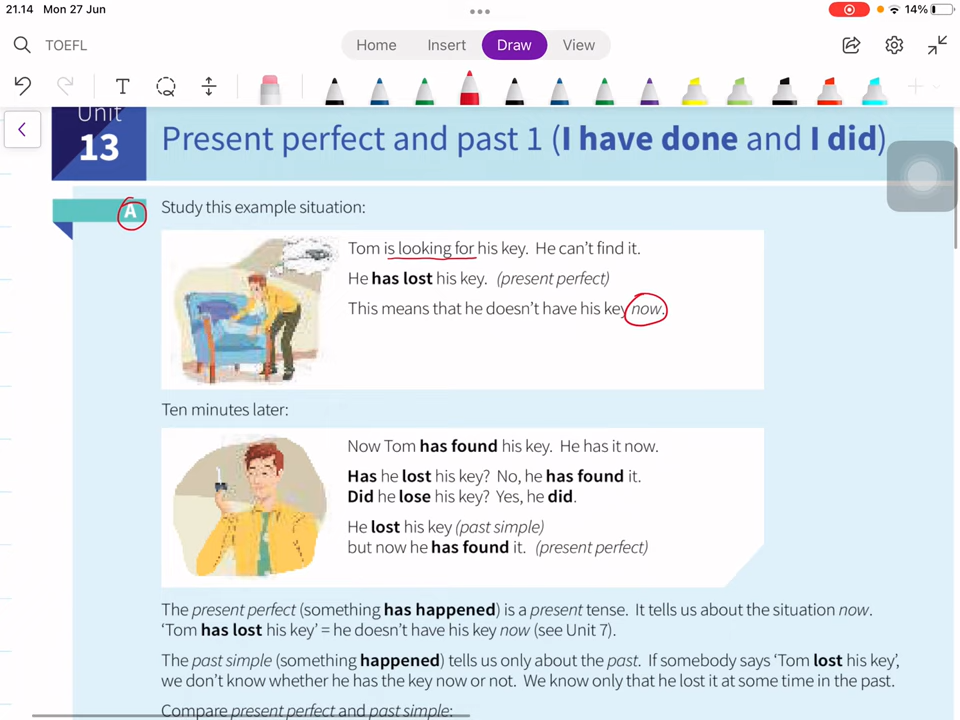 21.14 Mon 27 Jun
14%
TOEFL
Home Insert Draw View
T
Unit
13
Present perfect and past 1 (I have done and I did)
A
Study this example situation:
Tom is looking for his key. He can't find it.
He has lost his key. (present perfect)
This means that he doesn't have his key now.
Ten minutes later:
Now Tom has found his key. He has it now.
Has he lost his key? No, he has found it.
Did he lose his key? Yes, he did.
He lost his key (past simple)
but now he has found it. (present perfect)
The present perfect (something has happened) is a present tense. It tells us about the situation now.
‘Tom has lost his key’ = he doesn't have his key now (see Unit 7).
The past simple (something happened) tells us only about the past. If somebody says ‘Tom lost his key’,
we don't know whether he has the key now or not. We know only that he lost it at some time in the past.
Compare present perfect and past simple: